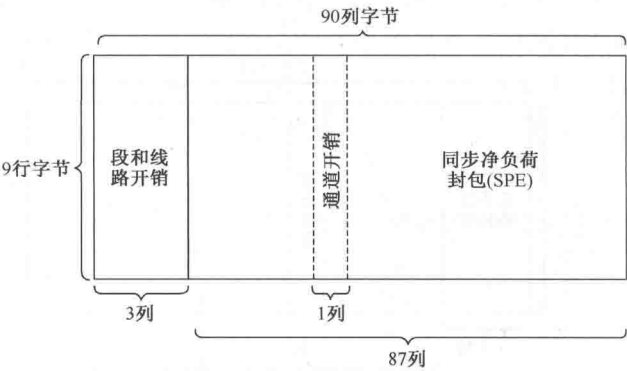 90列字节
9行字节
段和线
路开销
通道开销
同步净负荷
封包(SPE)
3列
1列
87列